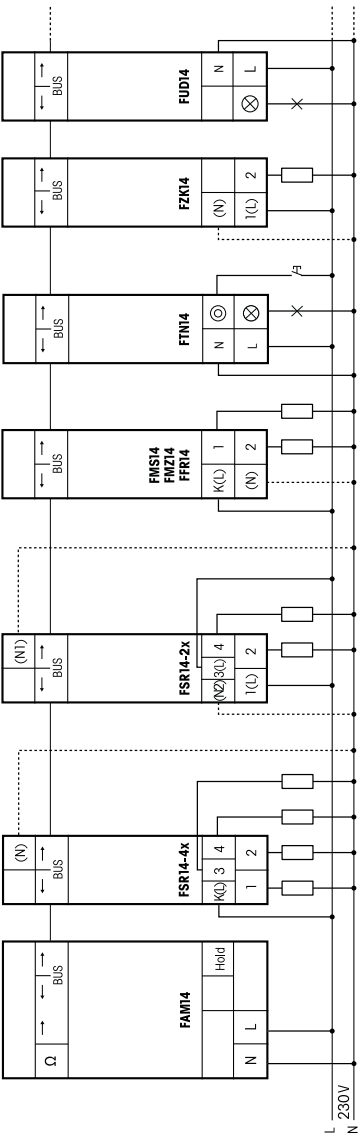 BUS
FUD14
N
L
BUS
FZK14
2
(N)
1(L)
BUS
FTN14
N
L
BUS
FMS14
FMZ14
FFR14
1
2
K(L)
(N)
(N1)
BUS
FSR14-2x
4
2
(N2)
3(L)
1(L)
(N)
BUS
FSR14-4x
4
2
K(L)
3
1
BUS
Ω
FAM14
Hold
L
N
230V
L
N